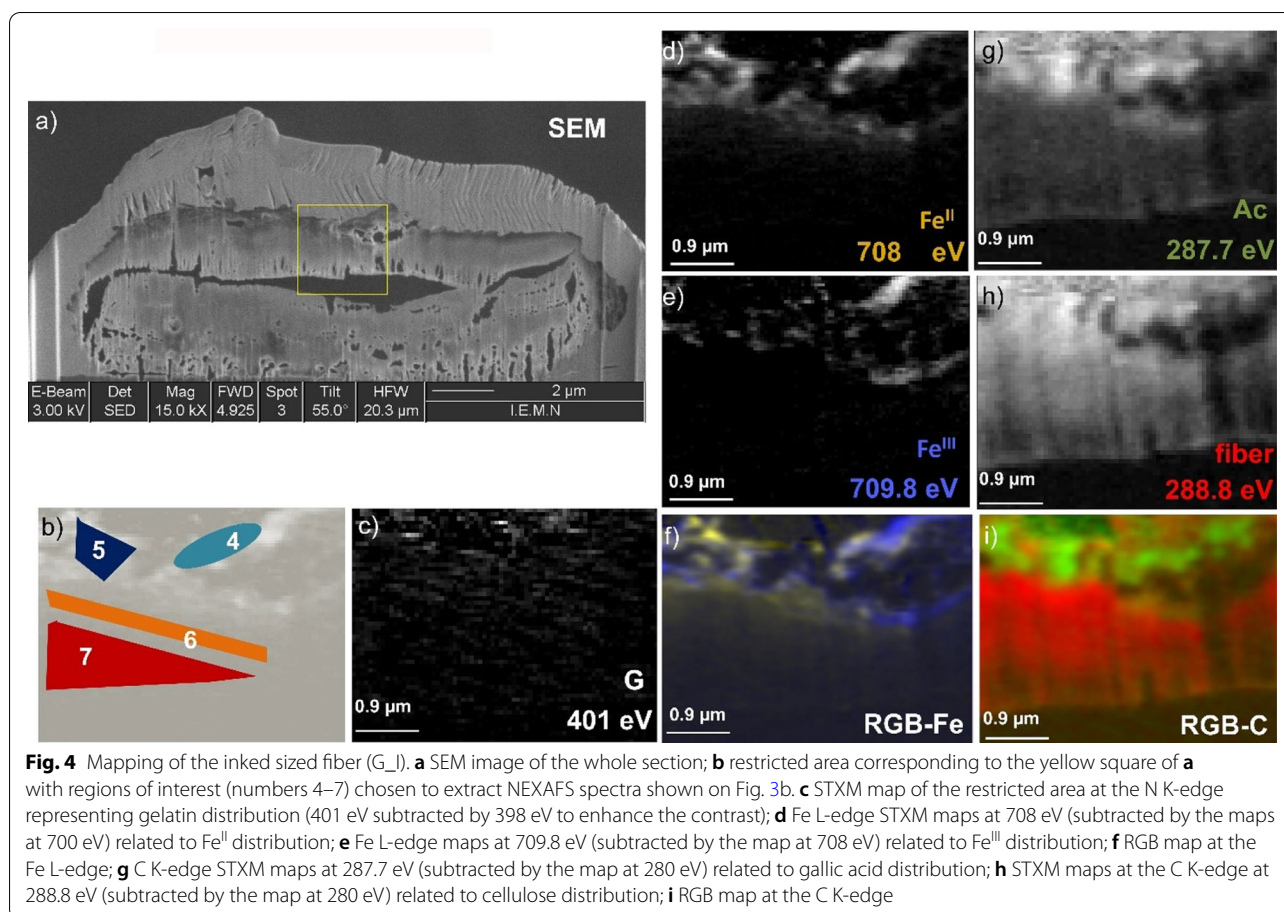 a)
SEM
E-Beam Det Mag FWD Spot Tilt HFW 2 µm
3.00 kV SED 15.0 kX 4.925 3 55.0° 20.3 µm I.E.M.N
b)
5
4
6
7
c)
G
401 eV
0.9 µm
d)
Fe^II
708 eV
0.9 µm
e)
Fe^III
709.8 eV
0.9 µm
f)
0.9 µm
RGB-Fe
g)
Ac
287.7 eV
0.9 µm
h)
fiber
288.8 eV
0.9 µm
i)
0.9 µm
RGB-C
Fig. 4 Mapping of the inked sized fiber (G_I). a SEM image of the whole section; b restricted area corresponding to the yellow square of a
with regions of interest (numbers 4–7) chosen to extract NEXAFS spectra shown on Fig. 3b. c STXM map of the restricted area at the N K-edge
representing gelatin distribution (401 eV subtracted by 398 eV to enhance the contrast); d Fe L-edge STXM maps at 708 eV (subtracted by the maps
at 700 eV) related to Fe^II distribution; e Fe L-edge maps at 709.8 eV (subtracted by the map at 708 eV) related to Fe^III distribution; f RGB map at the
Fe L-edge; g C K-edge STXM maps at 287.7 eV (subtracted by the map at 280 eV) related to gallic acid distribution; h STXM maps at the C K-edge at
288.8 eV (subtracted by the map at 280 eV) related to cellulose distribution; i RGB map at the C K-edge